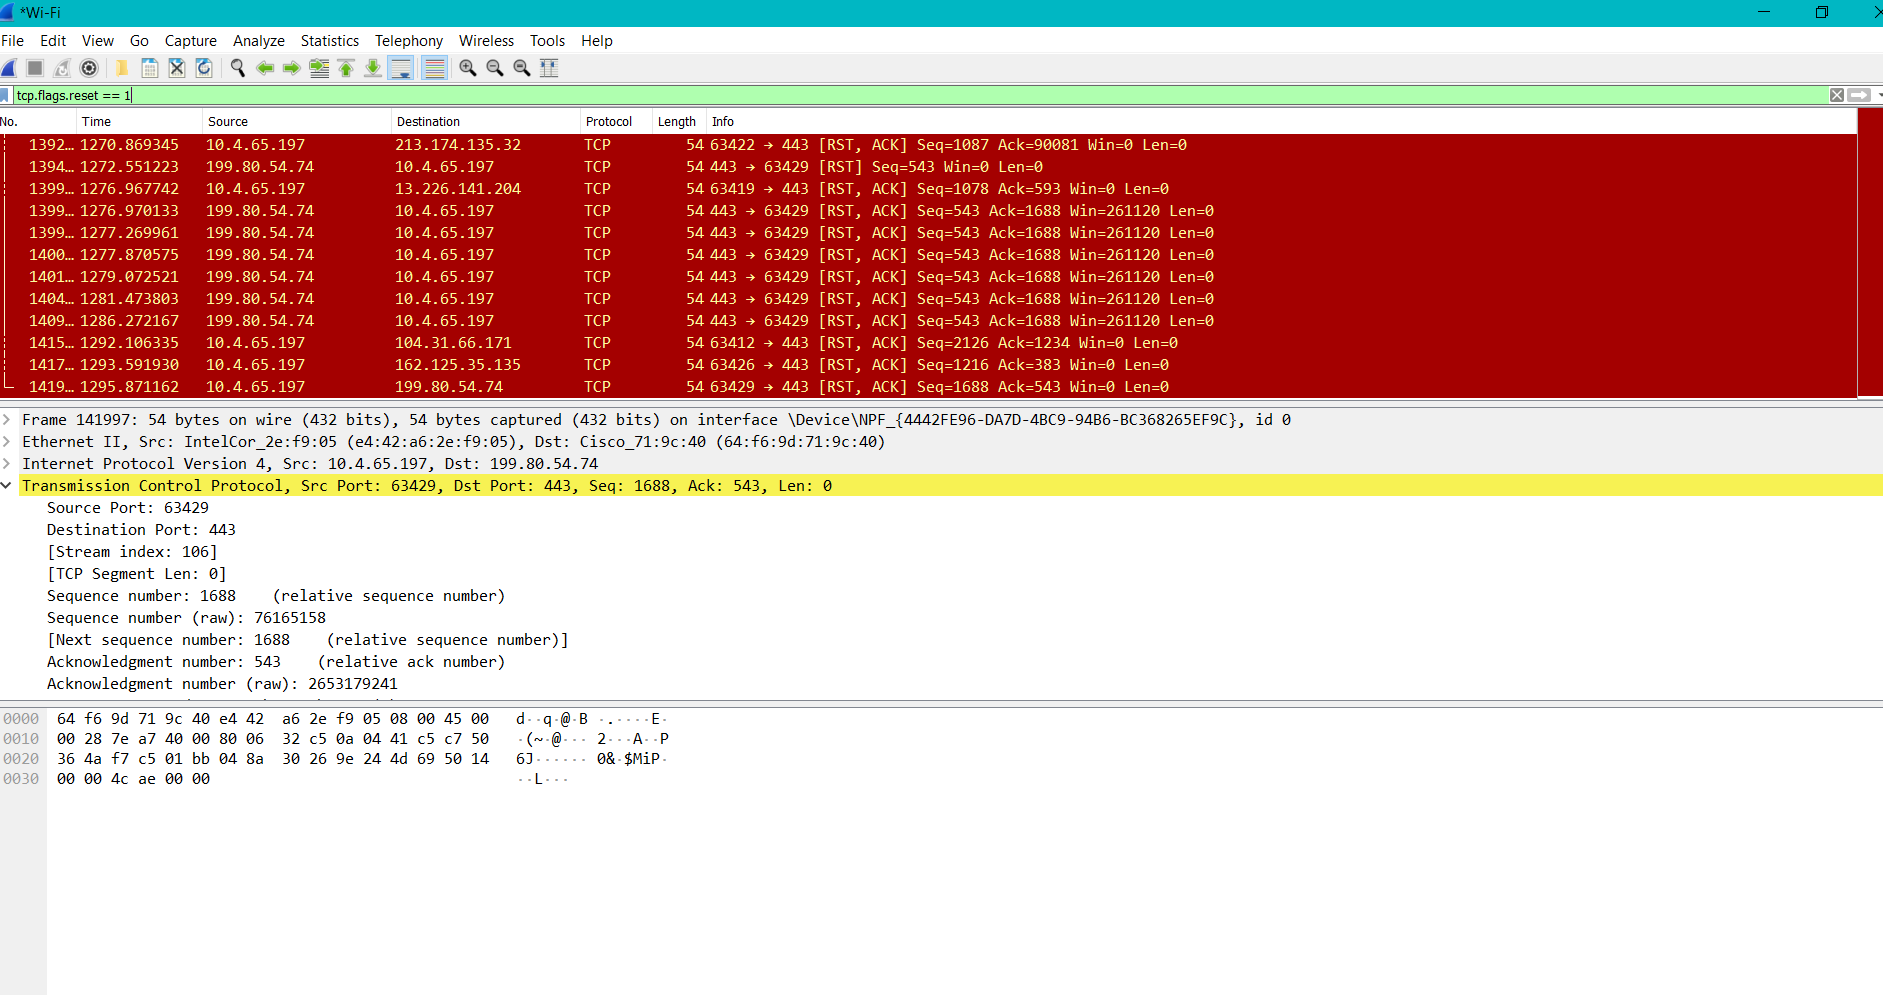 *Wi-Fi
File Edit View Go Capture Analyze Statistics Telephony Wireless Tools Help
tcp.flags.reset == 1
No. Time Source Destination Protocol Length Info
1392… 1270.869345 10.4.65.197 213.174.135.32 TCP 54 63422 → 443 [RST, ACK] Seq=1087 Ack=90081 Win=0 Len=0
1394… 1272.551223 199.80.54.74 10.4.65.197 TCP 54 443 → 63429 [RST] Seq=543 Win=0 Len=0
1399… 1276.967742 10.4.65.197 13.226.141.204 TCP 54 63419 → 443 [RST, ACK] Seq=1078 Ack=593 Win=0 Len=0
1399… 1276.970133 199.80.54.74 10.4.65.197 TCP 54 443 → 63429 [RST, ACK] Seq=543 Ack=1688 Win=261120 Len=0
1399… 1277.269961 199.80.54.74 10.4.65.197 TCP 54 443 → 63429 [RST, ACK] Seq=543 Ack=1688 Win=261120 Len=0
1400… 1277.870575 199.80.54.74 10.4.65.197 TCP 54 443 → 63429 [RST, ACK] Seq=543 Ack=1688 Win=261120 Len=0
1401… 1279.072521 199.80.54.74 10.4.65.197 TCP 54 443 → 63429 [RST, ACK] Seq=543 Ack=1688 Win=261120 Len=0
1404… 1281.473803 199.80.54.74 10.4.65.197 TCP 54 443 → 63429 [RST, ACK] Seq=543 Ack=1688 Win=261120 Len=0
1409… 1286.272167 199.80.54.74 10.4.65.197 TCP 54 443 → 63429 [RST, ACK] Seq=543 Ack=1688 Win=261120 Len=0
1415… 1292.106335 10.4.65.197 104.31.66.171 TCP 54 63412 → 443 [RST, ACK] Seq=2126 Ack=1234 Win=0 Len=0
1417… 1293.591930 10.4.65.197 162.125.35.135 TCP 54 63426 → 443 [RST, ACK] Seq=1216 Ack=383 Win=0 Len=0
1419… 1295.871162 10.4.65.197 199.80.54.74 TCP 54 63429 → 443 [RST, ACK] Seq=1688 Ack=543 Win=0 Len=0
Frame 141997: 54 bytes on wire (432 bits), 54 bytes captured (432 bits) on interface \Device\NPF_{4442FE96-DA7D-4BC9-94B6-BC368265EF9C}, id 0
Ethernet II, Src: IntelCor_2e:f9:05 (e4:42:a6:2e:f9:05), Dst: Cisco_71:9c:40 (64:f6:9d:71:9c:40)
Internet Protocol Version 4, Src: 10.4.65.197, Dst: 199.80.54.74
Transmission Control Protocol, Src Port: 63429, Dst Port: 443, Seq: 1688, Ack: 543, Len: 0
Source Port: 63429
Destination Port: 443
[Stream index: 106]
[TCP Segment Len: 0]
Sequence number: 1688 (relative sequence number)
Sequence number (raw): 76165158
[Next sequence number: 1688 (relative sequence number)]
Acknowledgment number: 543 (relative ack number)
Acknowledgment number (raw): 2653179241
0000 64 f6 9d 71 9c 40 e4 42 a6 2e f9 05 08 00 45 00 d··q·@·B ·.····E·
0010 00 28 7e a7 40 00 80 06 32 c5 0a 04 41 c5 c7 50 ·(~·@··· 2···A··P
0020 36 4a f7 c5 01 bb 04 8a 30 26 9e 24 4d 69 50 14 6J······ 0&·$MiP·
0030 00 00 4c ae 00 00 ··L···